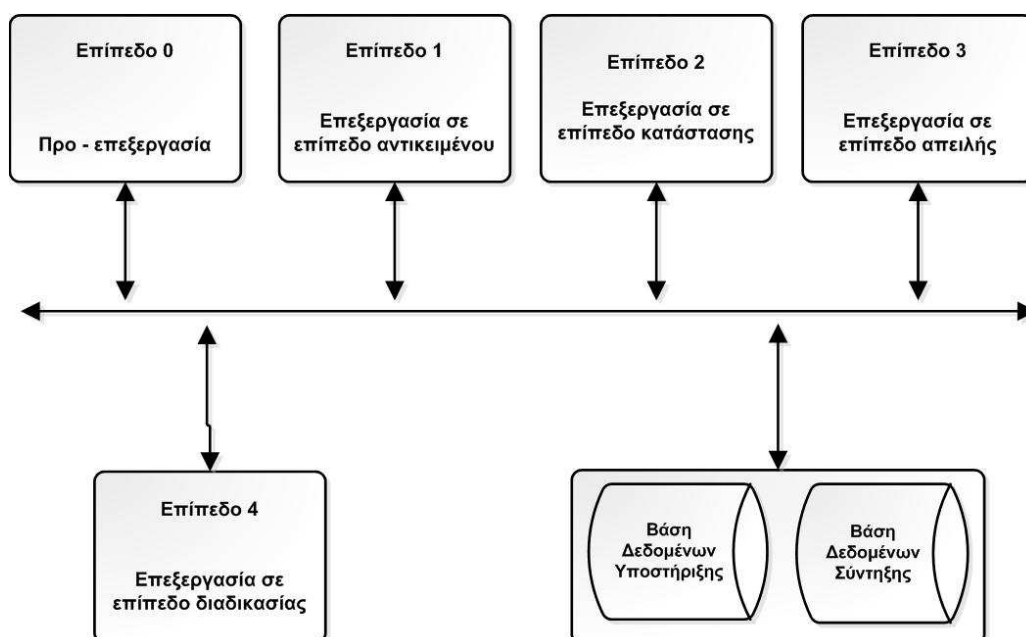 Επίπεδο 0
Προ - επεξεργασία
Επίπεδο 1
Επεξεργασία σε
επίπεδο αντικειμένου
Επίπεδο 2
Επεξεργασία σε
επίπεδο κατάστασης
Επίπεδο 3
Επεξεργασία σε
επίπεδο απειλής
Επίπεδο 4
Επεξεργασία σε
επίπεδο διαδικασίας
Βάση
Δεδομένων
Υποστήριξης
Βάση
Δεδομένων
Σύντηξης